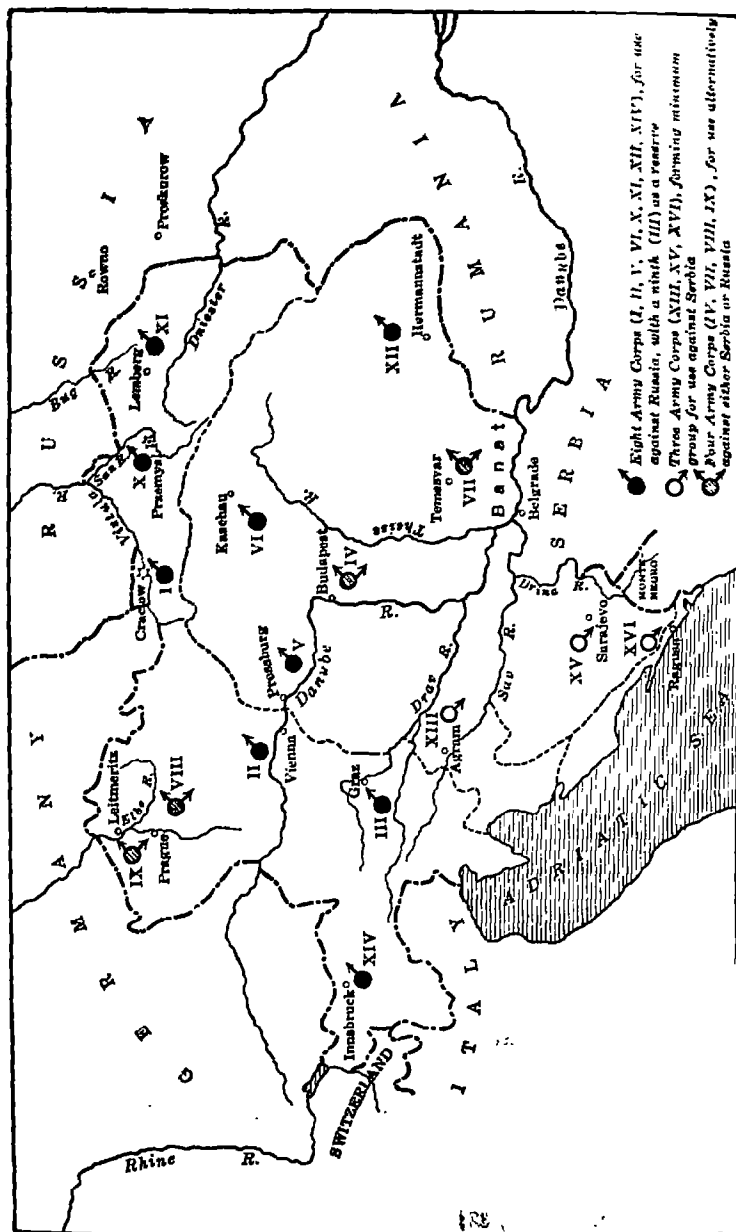 GERMANY
RUSSIA
Rowno
Proskurow
Leitmeritz
Elbe R.
IX
Prague
VIII
Cracow
I
Vistula
San R.
X
Przemysl
Bug R.
Lemberg
XI
Dniester R.
Rhine R.
II
Vienna
Pressburg
V
Danube R.
Kaschau
VI
Budapest
IV
Theiss R.
SWITZERLAND
Innsbruck
XIV
Graz
III
Drav R.
XIII
Agram
Sav R.
Temesvar
VII
Banat
XII
Hermannstadt
RUMANIA
Danube R.
Belgrade
SERBIA
Drina R.
XV
Sarajevo
XVI
MONTE-
NEGRO
Ragusa
ITALY
ADRIATIC SEA
Eight Army Corps (I, II, V, VI, X, XI, XII, XIV), for use
against Russia, with a ninth (III) as a reserve
Three Army Corps (XIII, XV, XVI), forming minimum
group for use against Serbia
Four Army Corps (IV, VII, VIII, IX), for use alternatively
against either Serbia or Russia